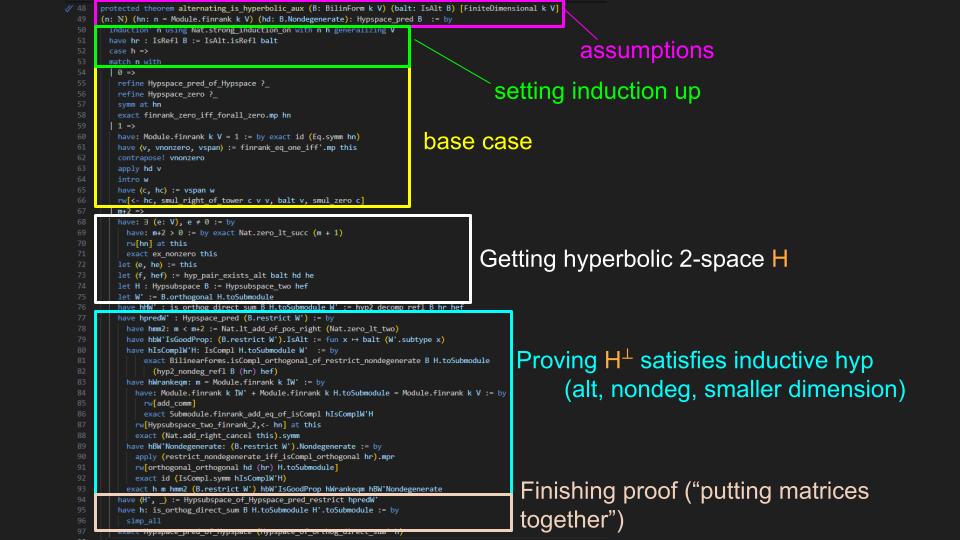 48 protected theorem alternating_is_hyperbolic_aux (B: BilinForm k V) (balt: IsAlt B) [FiniteDimensional k V]
49 (n: ℕ) (hn: n = Module.finrank k V) (hd: B.Nondegenerate): Hypspace_pred B := by
50 induction' n using Nat.strong_induction_on with n h generalizing V
51 have hr : IsRefl B := IsAlt.isRefl balt
52 case h =>
53 match n with
54 | 0 =>
55 refine Hypspace_pred_of_Hypspace ?_
56 refine Hypspace_zero ?_
57 symm at hn
58 exact finrank_zero_iff_forall_zero.mp hn
59 | 1 =>
60 have: Module.finrank k V = 1 := by exact id (Eq.symm hn)
61 have ⟨v, vnonzero, vspan⟩ := finrank_eq_one_iff'.mp this
62 contrapose! vnonzero
63 apply hd v
64 intro w
65 have ⟨c, hc⟩ := vspan w
66 rw[<- hc, smul_right_of_tower c v v, balt v, smul_zero c]
67 | m+2 =>
68 have: ∃ (e: V), e ≠ 0 := by
69 have: m+2 > 0 := by exact Nat.zero_lt_succ (m + 1)
70 rw[hn] at this
71 exact ex_nonzero this
72 let ⟨e, he⟩ := this
73 let ⟨f, hef⟩ := hyp_pair_exists_alt balt hd he
74 let H : Hypsubspace B := Hypsubspace_two hef
75 let W' := B.orthogonal H.toSubmodule
76 have hHW' : is_orth_direct_sum B H.toSubmodule W' := hyp2_decomp_refl B hr hef
77 have hpredW' : Hypspace_pred (B.restrict W') := by
78 have hmm2: m < m+2 := Nat.lt_add_of_pos_right (Nat.zero_lt_two)
79 have hbW'IsGoodProp: (B.restrict W').IsAlt := fun x ↦ balt (W'.subtype x)
80 have hIsComplW'H: IsCompl H.toSubmodule W' := by
81 exact BilinearForms.isCompl_orthogonal_of_restrict_nondegenerate B H.toSubmodule
82 (hyp2_nondeg_refl B (hr) hef)
83 have hWrankeqm: m = Module.finrank k W' := by
84 have: Module.finrank k W' + Module.finrank k H.toSubmodule = Module.finrank k V := by
85 rw[add_comm]
86 exact Submodule.finrank_add_eq_of_isCompl hIsComplW'H
87 rw[Hypsubspace_two_finrank_2,<- hn] at this
88 exact (Nat.add_right_cancel this).symm
89 have hBW'Nondegenerate: (B.restrict W').Nondegenerate := by
90 apply (restrict_nondegenerate_iff_isCompl_orthogonal hr).mpr
91 rw[orthogonal_orthogonal hd (hr) H.toSubmodule]
92 exact id (IsCompl.symm hIsComplW'H)
93 exact h m hmm2 (B.restrict W') hbW'IsGoodProp hWrankeqm hBW'Nondegenerate
94 have ⟨H', _⟩ := Hypsubspace_of_Hypspace_pred_restrict hpredW'
95 have h: is_orth_direct_sum B H.toSubmodule H'.toSubmodule := by
96 simp_all
97 exact Hypspace_pred_of_Hypspace (Hypspace_of_orth_direct_sum
assumptions
setting induction up
base case
Getting hyperbolic 2-space H
Proving H⊥ satisfies inductive hyp
(alt, nondeg, smaller dimension)
Finishing proof (“putting matrices
together”)